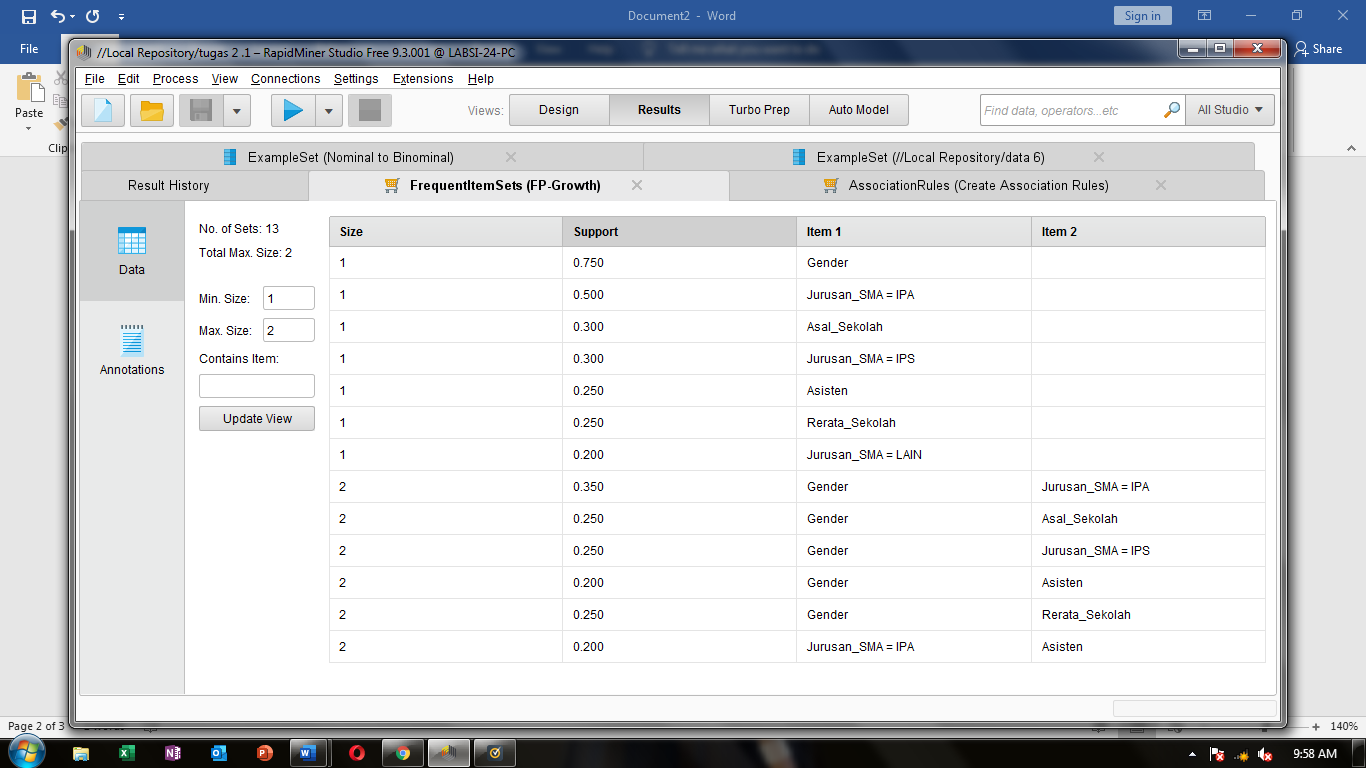 Document2 - Word
Sign in
File
Share
//Local Repository/tugas 2 .1 – RapidMiner Studio Free 9.3.001 @ LABSI-24-PC
File Edit Process View Connections Settings Extensions Help
Paste
Clip
Views: Design Results Turbo Prep Auto Model
Find data, operators...etc
All Studio
ExampleSet (Nominal to Binominal)
ExampleSet (//Local Repository/data 6)
Result History
FrequentItemSets (FP-Growth)
AssociationRules (Create Association Rules)
Data
Annotations
No. of Sets: 13
Total Max. Size: 2
Min. Size: 1
Max. Size: 2
Contains Item:
Update View
Size Support Item 1 Item 2
1 0.750 Gender
1 0.500 Jurusan_SMA = IPA
1 0.300 Asal_Sekolah
1 0.300 Jurusan_SMA = IPS
1 0.250 Asisten
1 0.250 Rerata_Sekolah
1 0.200 Jurusan_SMA = LAIN
2 0.350 Gender Jurusan_SMA = IPA
2 0.250 Gender Asal_Sekolah
2 0.250 Gender Jurusan_SMA = IPS
2 0.200 Gender Asisten
2 0.250 Gender Rerata_Sekolah
2 0.200 Jurusan_SMA = IPA Asisten
Page 2 of 3
140%
9:58 AM